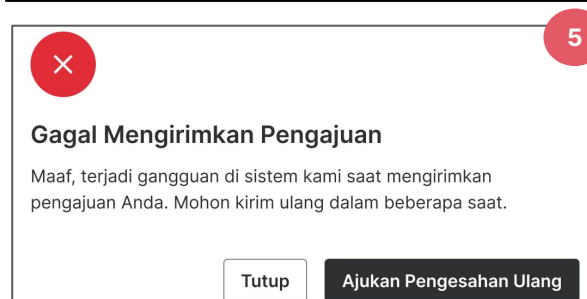 5
Gagal Mengirimkan Pengajuan
Maaf, terjadi gangguan di sistem kami saat mengirimkan
pengajuan Anda. Mohon kirim ulang dalam beberapa saat.
Tutup
Ajukan Pengesahan Ulang